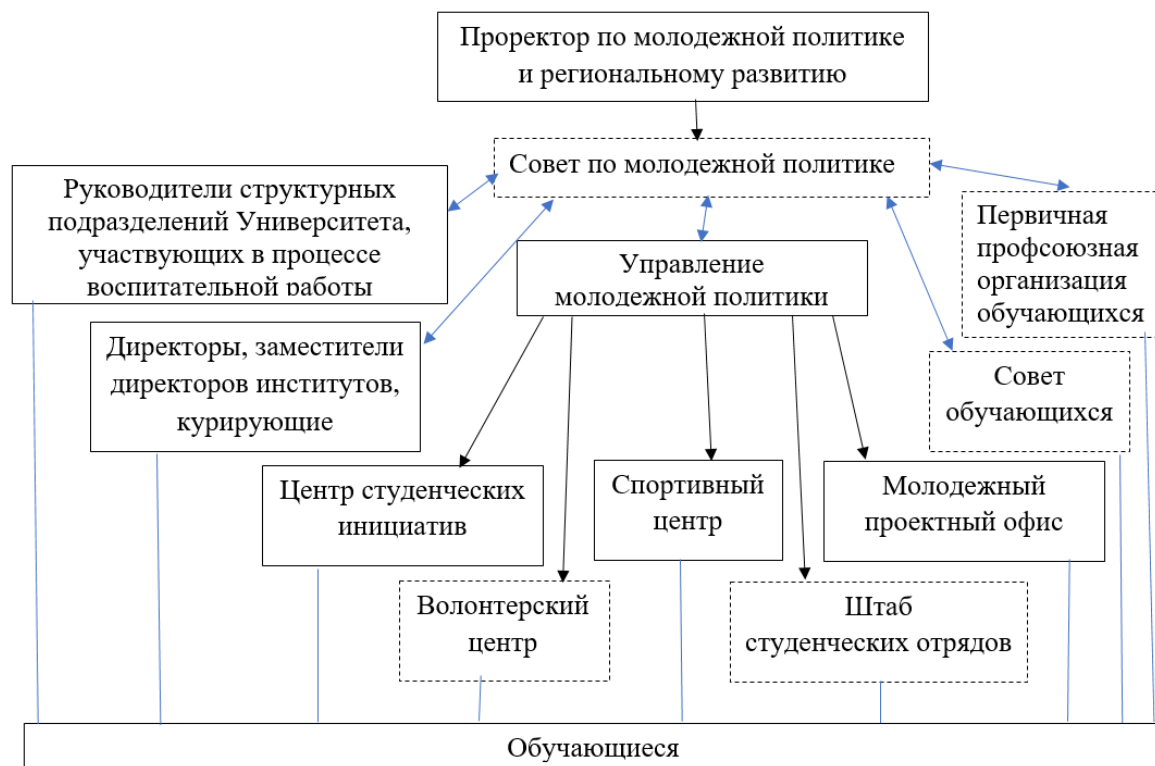 Проректор по молодежной политике
и региональному развитию
Совет по молодежной политике
Руководители структурных
подразделений Университета,
участвующих в процессе
воспитательной работы
Первичная
профсоюзная
организация
обучающихся
Управление
молодежной политики
Директоры, заместители
директоров институтов,
курирующие
Совет
обучающихся
Центр студенческих
инициатив
Спортивный
центр
Молодежный
проектный офис
Волонтерский
центр
Штаб
студенческих отрядов
Обучающиеся